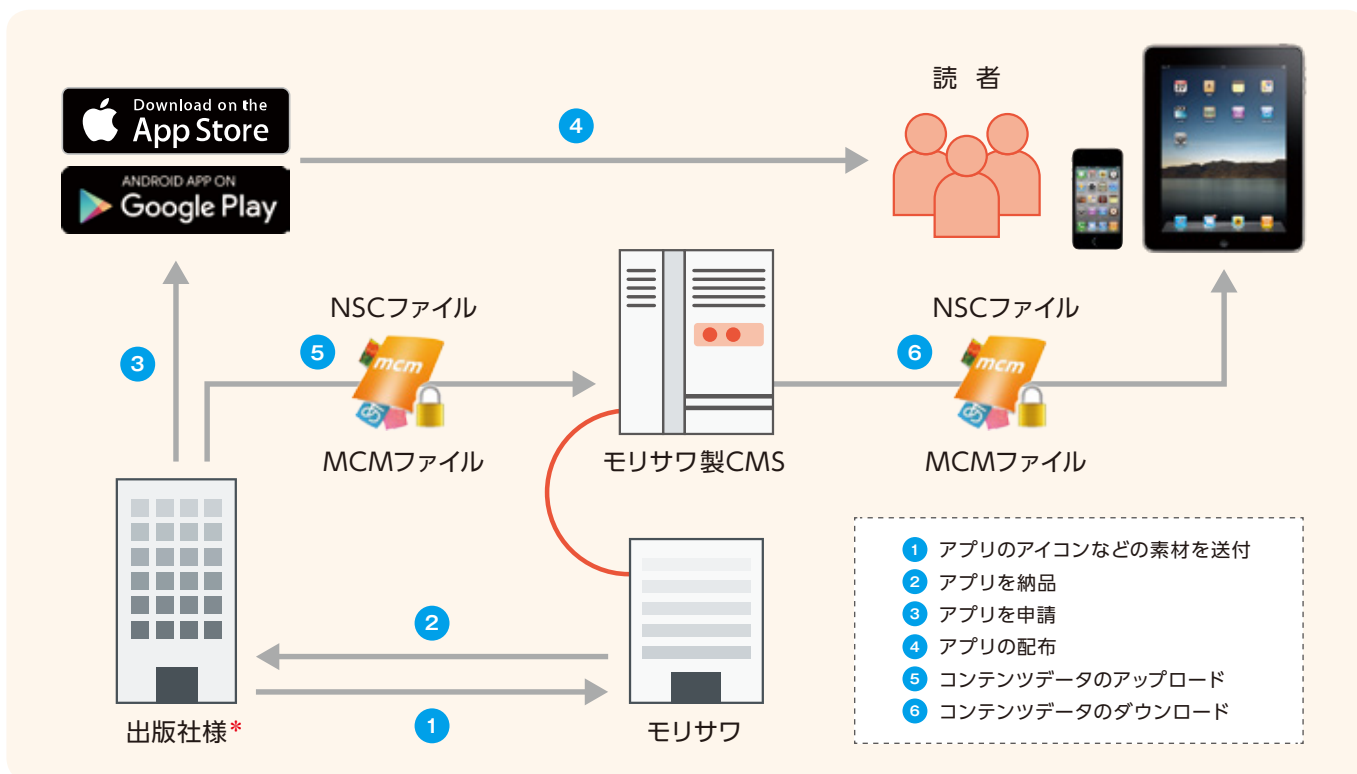 Download on the
App Store
ANDROID APP ON
Google Play
4
読 者
3
NSCファイル
5
mcm
あ
MCMファイル
モリサワ製CMS
NSCファイル
6
mcm
あ
MCMファイル
2
1
出版社様*
モリサワ
1 アプリのアイコンなどの素材を送付
2 アプリを納品
3 アプリを申請
4 アプリの配布
5 コンテンツデータのアップロード
6 コンテンツデータのダウンロード